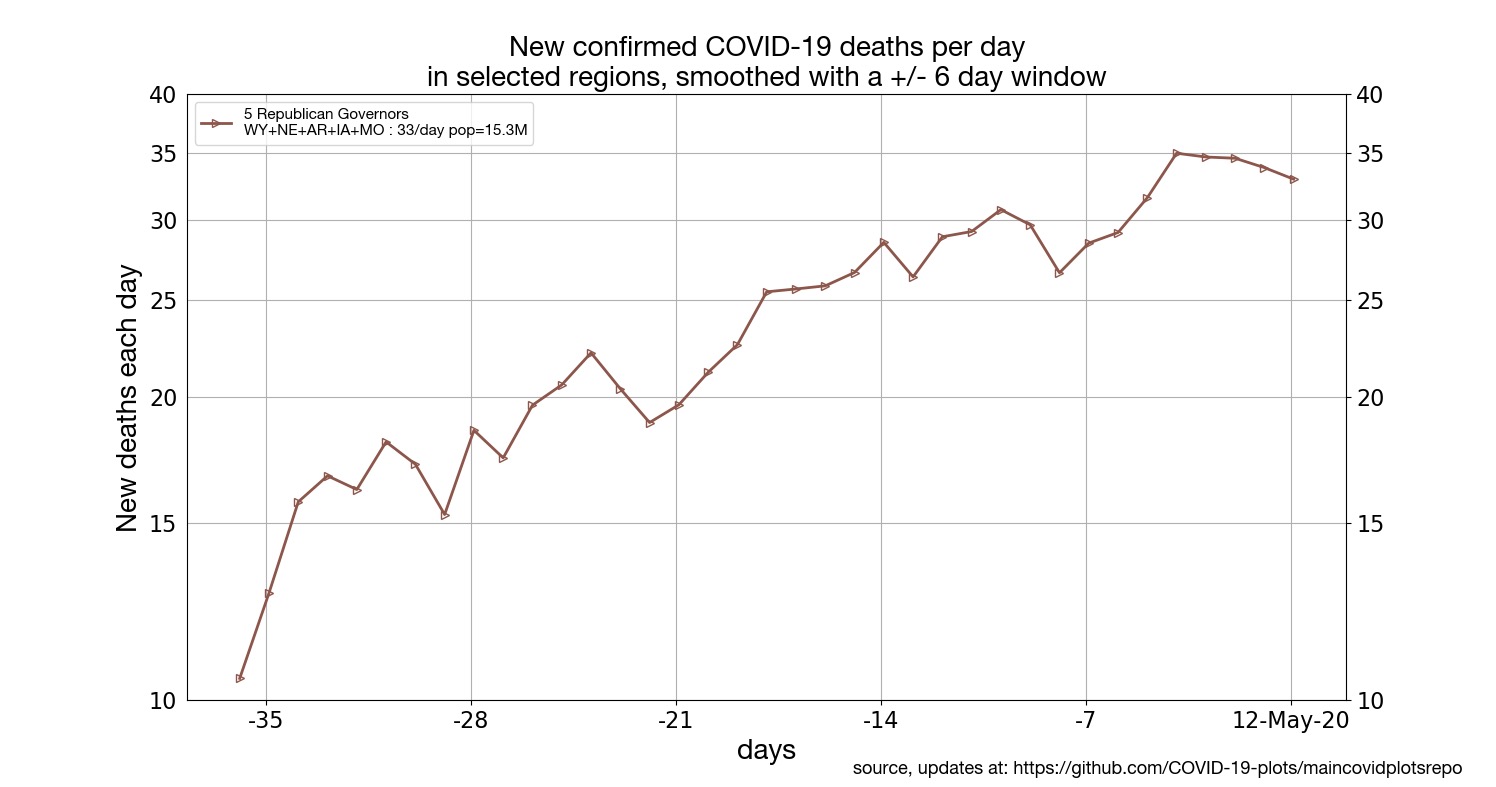 New confirmed COVID-19 deaths per day
in selected regions, smoothed with a +/- 6 day window
5 Republican Governors
WY+NE+AR+IA+MO : 33/day pop=15.3M
New deaths each day
40
35
30
25
20
15
10
40
35
30
25
20
15
10
-35
-28
-21
-14
-7
12-May-20
days
source, updates at: https://github.com/COVID-19-plots/maincovidplotsrepo